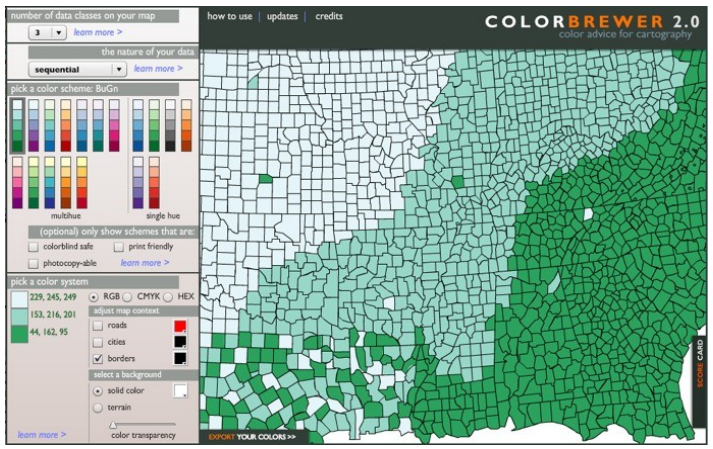 number of data classes on your map
3
learn more >
the nature of your data
sequential
learn more >
pick a color scheme: BuGn
multihue
single hue
(optional) only show schemes that are:
colorblind safe
print friendly
photocopy-able
learn more >
pick a color system
229, 245, 249
153, 216, 201
44, 162, 95
RGB
CMYK
HEX
adjust map context
roads
cities
borders
select a background
solid color
terrain
color transparency
learn more >
how to use | updates | credits
COLORBREWER 2.0
color advice for cartography
SCORE CARD
EXPORT YOUR COLORS >>